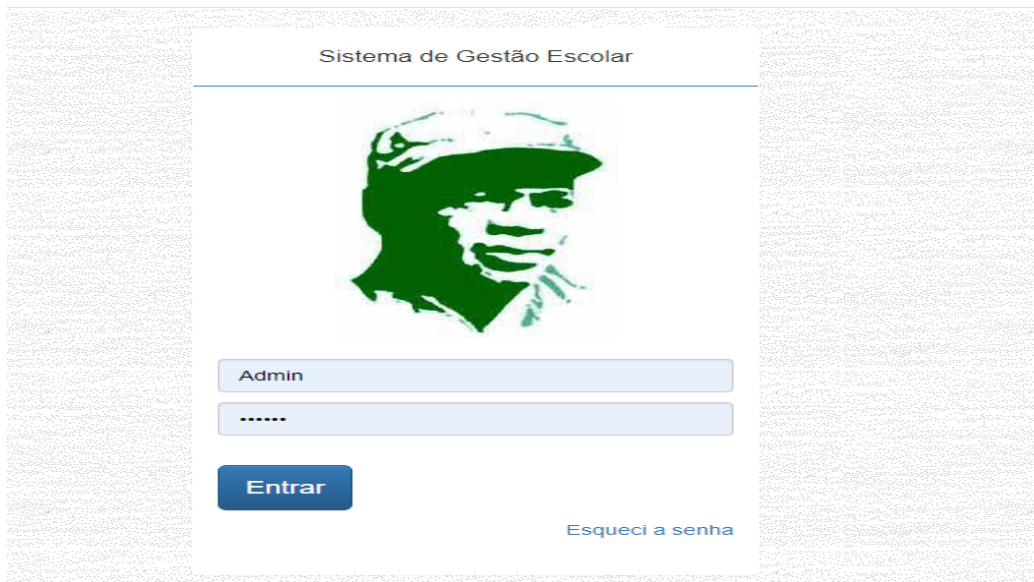 Sistema de Gestão Escolar
Admin
••••••
Entrar
Esqueci a senha